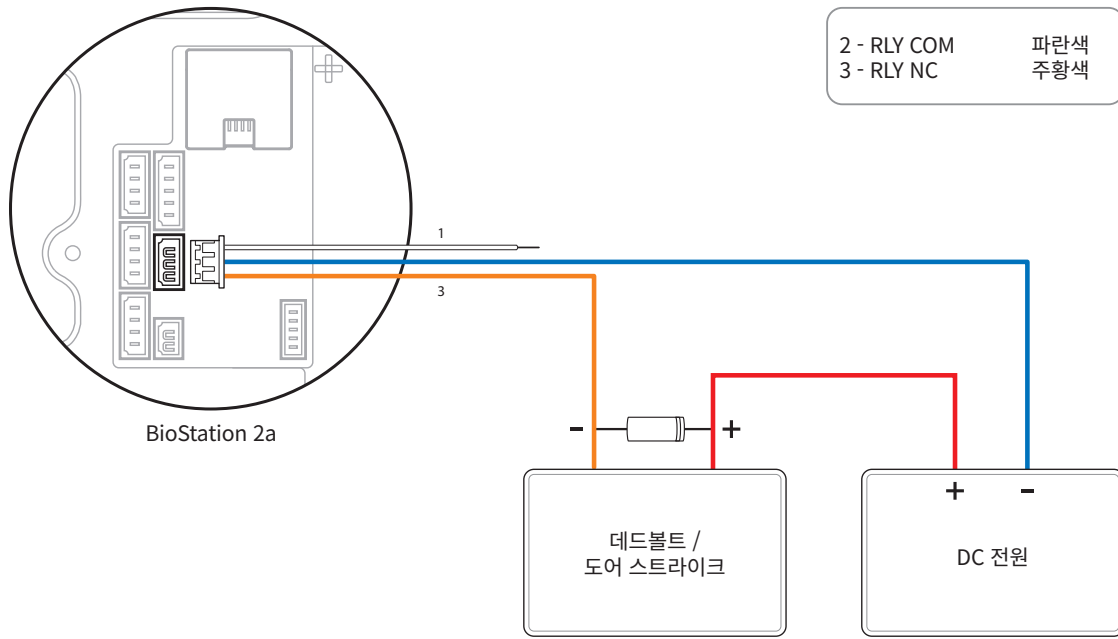 2 - RLY COM 파란색
3 - RLY NC 주황색
1
3
BioStation 2a
- +
데드볼트 /
도어 스트라이크
+ -
DC 전원